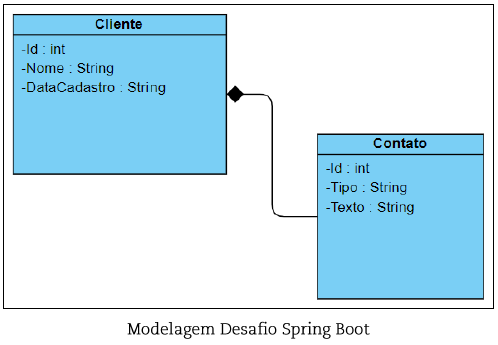 Cliente
-Id : int
-Nome : String
-DataCadastro : String
Contato
-Id : int
-Tipo : String
-Texto : String
Modelagem Desafio Spring Boot